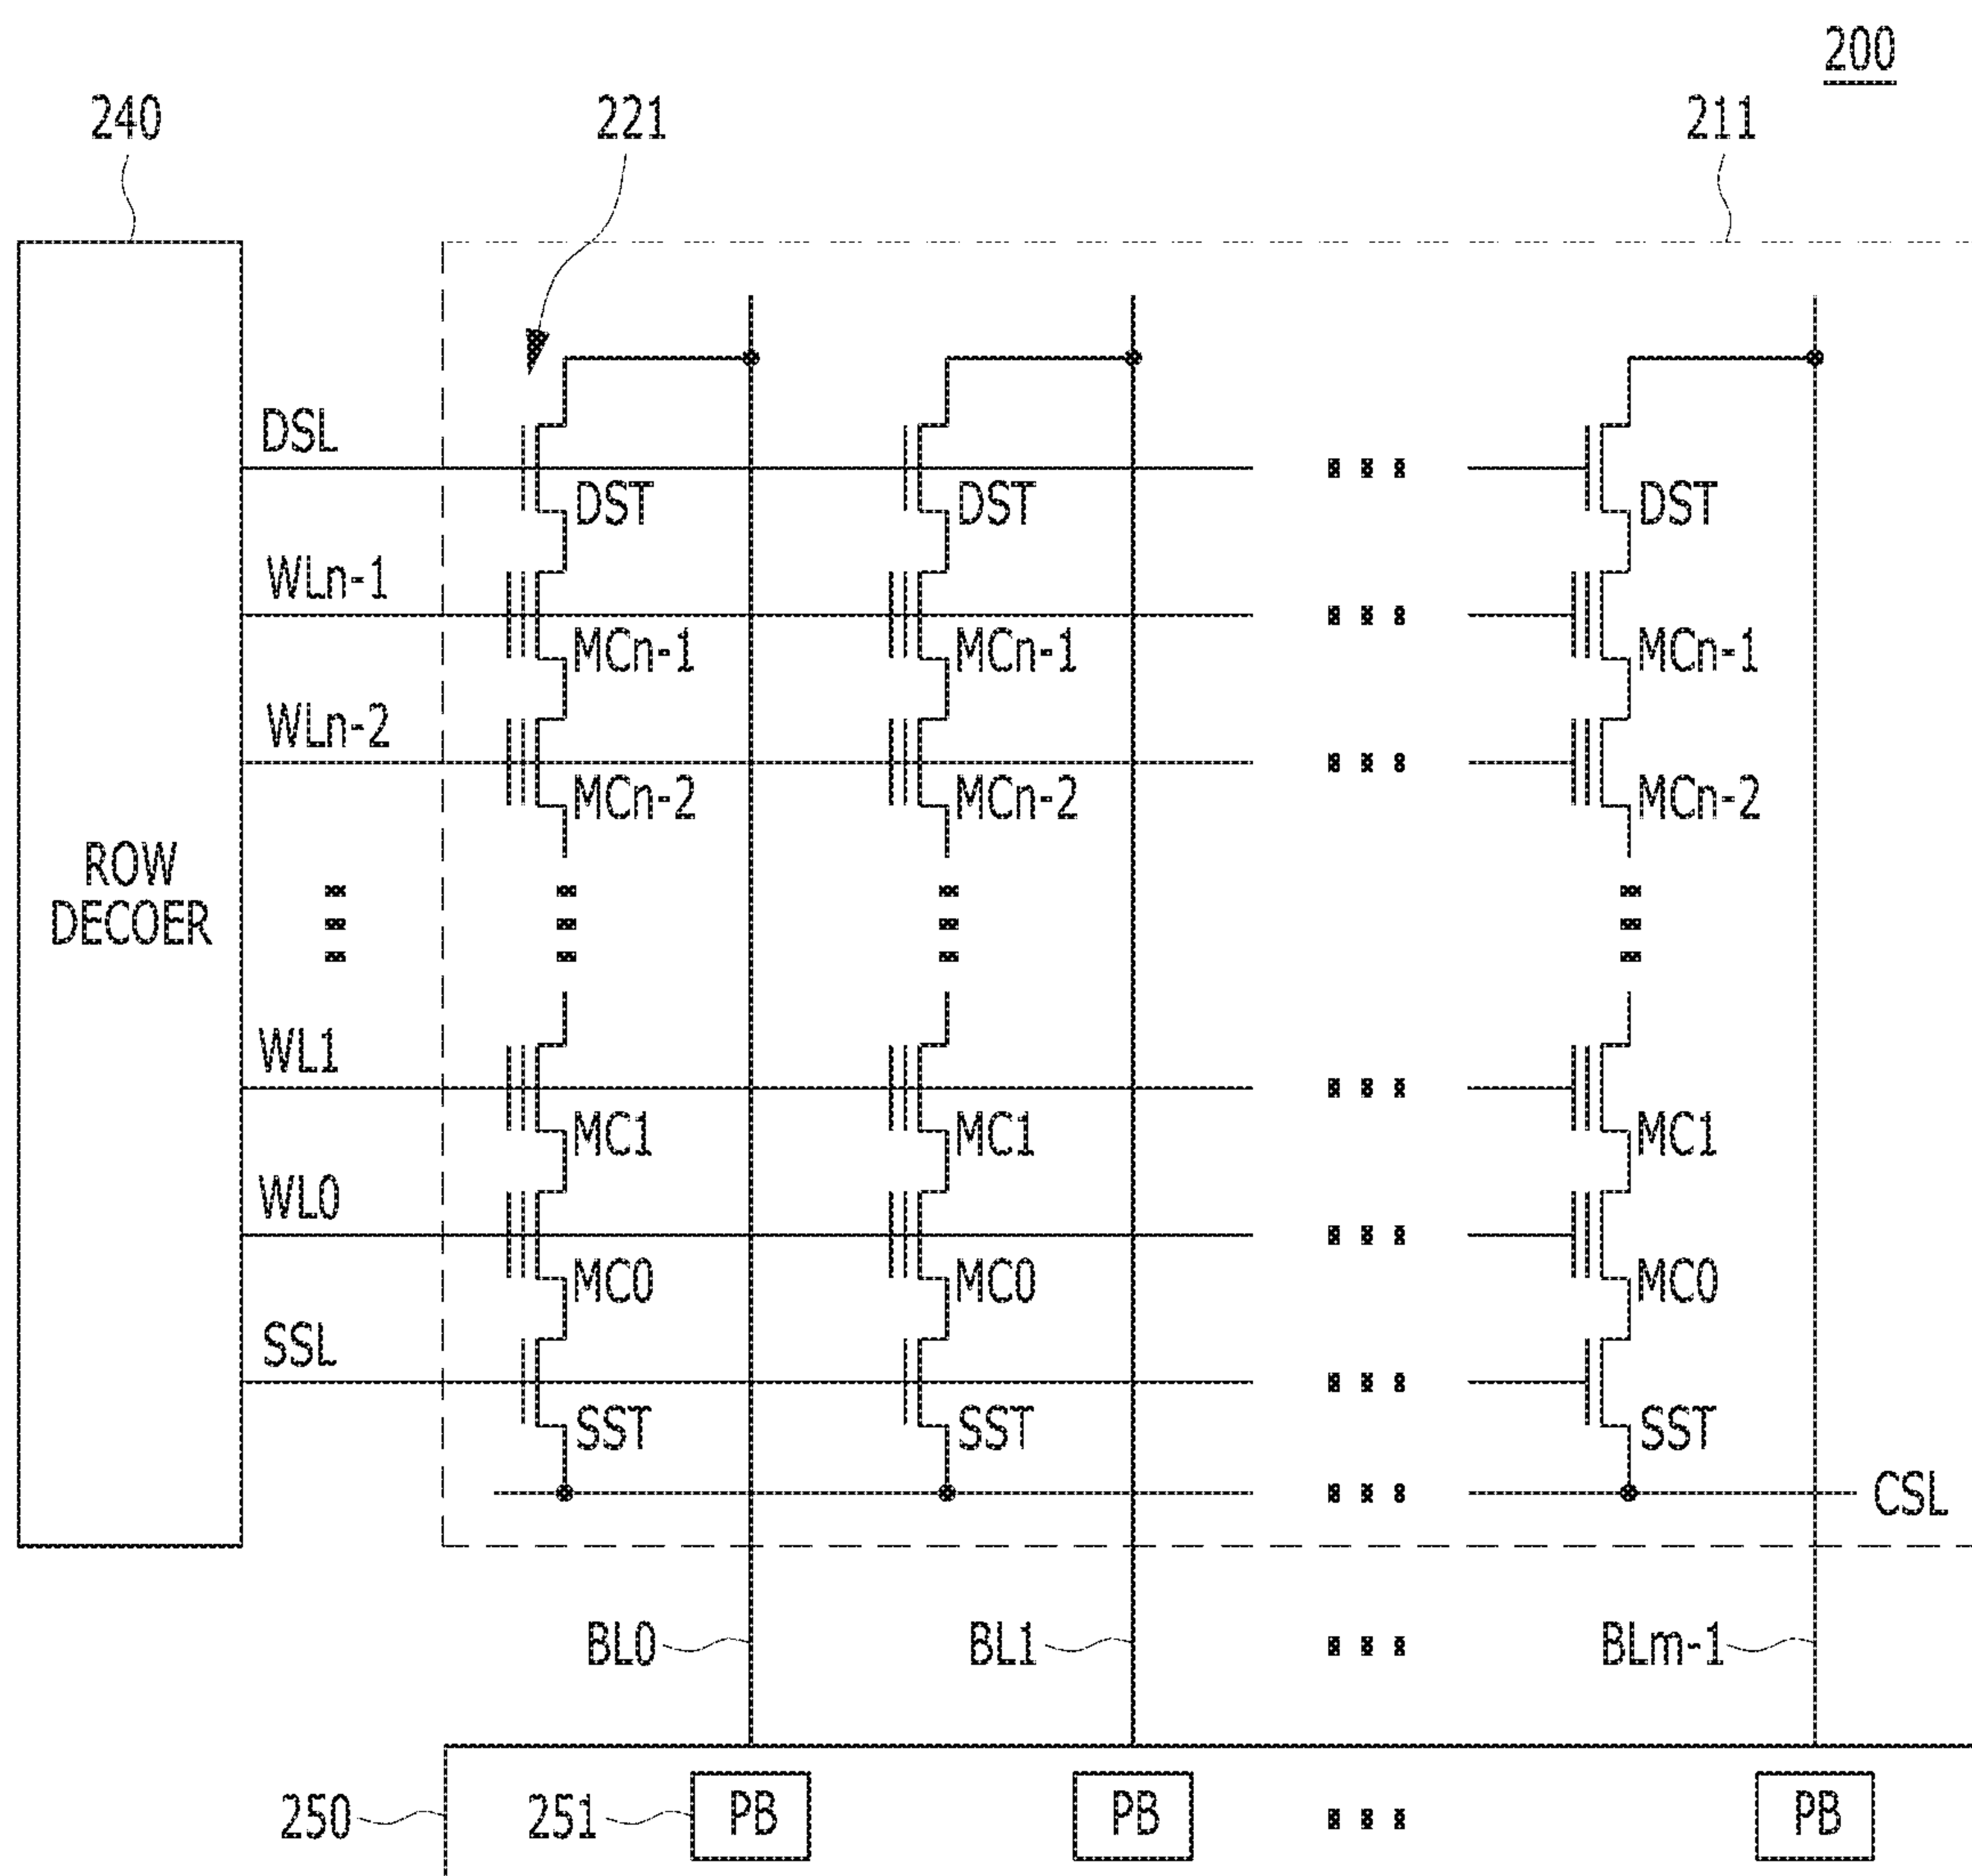 200
240
221
211
DSL
DST DST DST
WLn-1
MCn-1 MCn-1 MCn-1
WLn-2
MCn-2 MCn-2 MCn-2
ROW
DECOER
WL1
MC1 MC1 MC1
WL0
MC0 MC0 MC0
SSL
SST SST SST
CSL
BL0 BL1 BLm-1
250 251 PB PB PB